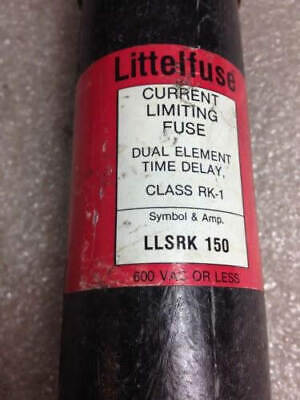 Littelfuse
CURRENT
LIMITING
FUSE
DUAL ELEMENT
TIME DELAY
CLASS RK-1
Symbol & Amp.
LLSRK 150
600 VAC OR LESS